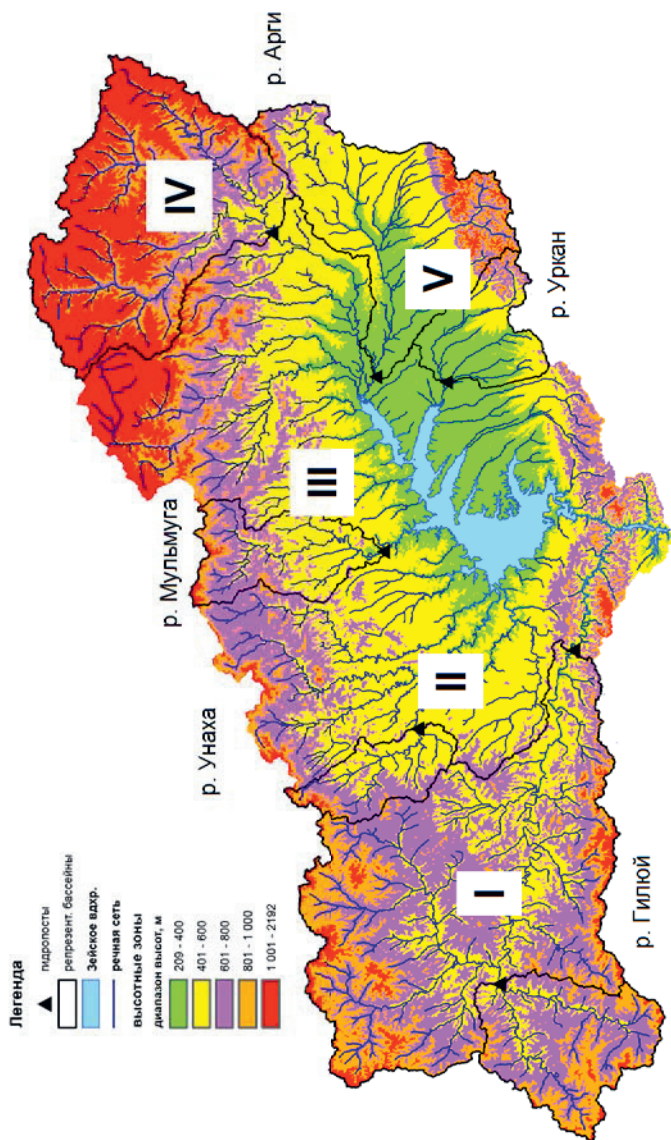 Легенда
гидропосты
репрезент. бассейны
Зейское вдхр.
речная сеть
высотные зоны
диапазон высот, м
209 - 400
401 - 600
601 - 800
801 - 1 000
1 001 - 2192
р. Унаха
р. Мульмуга
р. Арги
р. Уркан
р. Гилюй
I
II
III
IV
V